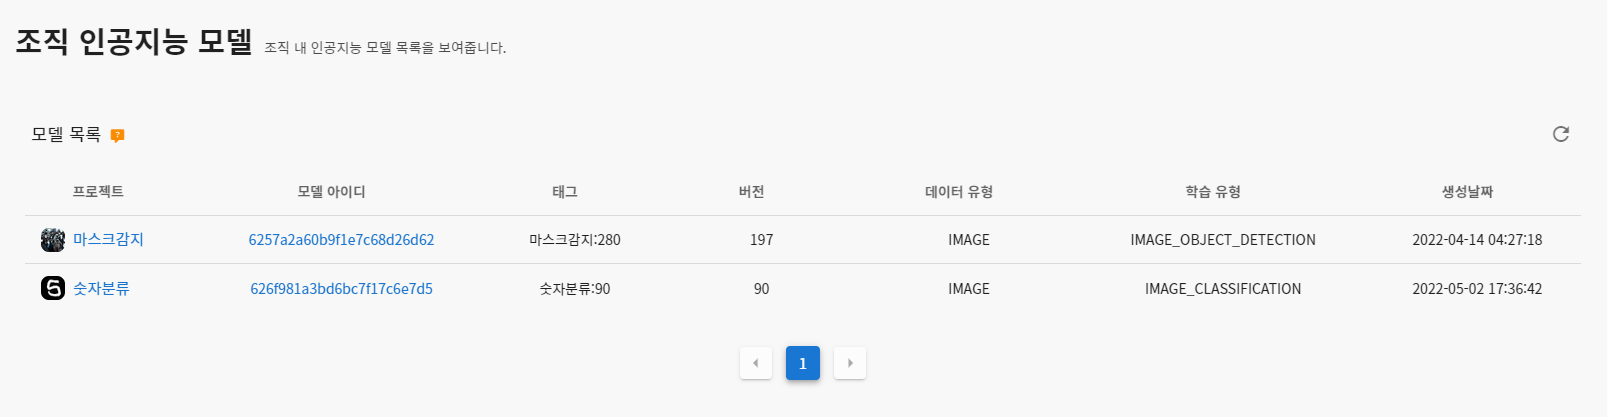 조직 인공지능 모델 조직 내 인공지능 모델 목록을 보여줍니다.
모델 목록 ?
프로젝트 모델 아이디 태그 버전 데이터 유형 학습 유형 생성날짜
마스크감지 6257a2a60b9f1e7c68d26d62 마스크감지:280 197 IMAGE IMAGE_OBJECT_DETECTION 2022-04-14 04:27:18
5 숫자분류 626f981a3bd6bc7f17c6e7d5 숫자분류:90 90 IMAGE IMAGE_CLASSIFICATION 2022-05-02 17:36:42
1